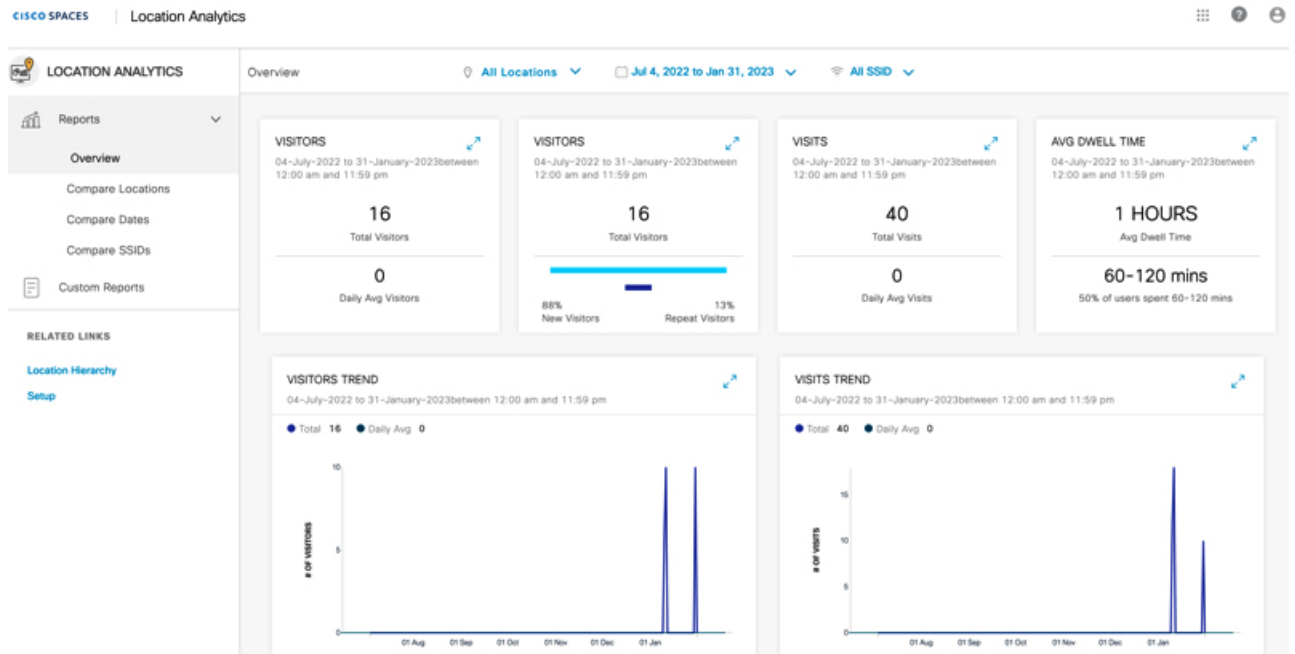 CISCO SPACES Location Analytics
LOCATION ANALYTICS
Reports
Overview
Compare Locations
Compare Dates
Compare SSIDs
Custom Reports
RELATED LINKS
Location Hierarchy
Setup
Overview All Locations Jul 4, 2022 to Jan 31, 2023 All SSID
VISITORS
04-July-2022 to 31-January-2023between
12:00 am and 11:59 pm
16
Total Visitors
0
Daily Avg Visitors
VISITORS
04-July-2022 to 31-January-2023between
12:00 am and 11:59 pm
16
Total Visitors
88% 13%
New Visitors Repeat Visitors
VISITS
04-July-2022 to 31-January-2023between
12:00 am and 11:59 pm
40
Total Visits
0
Daily Avg Visits
AVG DWELL TIME
04-July-2022 to 31-January-2023between
12:00 am and 11:59 pm
1 HOURS
Avg Dwell Time
60-120 mins
50% of users spent 60-120 mins
VISITORS TREND
04-July-2022 to 31-January-2023between 12:00 am and 11:59 pm
Total 16 Daily Avg 0
# OF VISITORS
10
5
0
01 Aug 01 Sep 01 Oct 01 Nov 01 Dec 01 Jan
VISITS TREND
04-July-2022 to 31-January-2023between 12:00 am and 11:59 pm
Total 40 Daily Avg 0
# OF VISITS
15
10
5
0
01 Aug 01 Sep 01 Oct 01 Nov 01 Dec 01 Jan